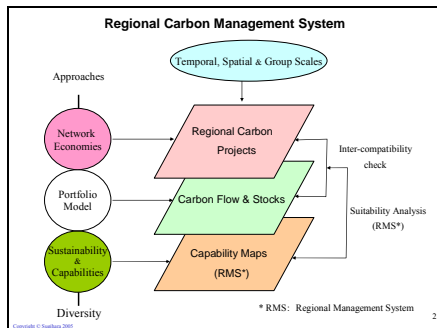 Regional Carbon Management System
Temporal, Spatial & Group Scales
Approaches
Network
Economies
Regional Carbon
Projects
Inter-compatibility
check
Portfolio
Model
Carbon Flow & Stocks
Suitability Analysis
(RMS*)
Sustainability
&
Capabilities
Capability Maps
(RMS*)
Diversity
* RMS: Regional Management System
2